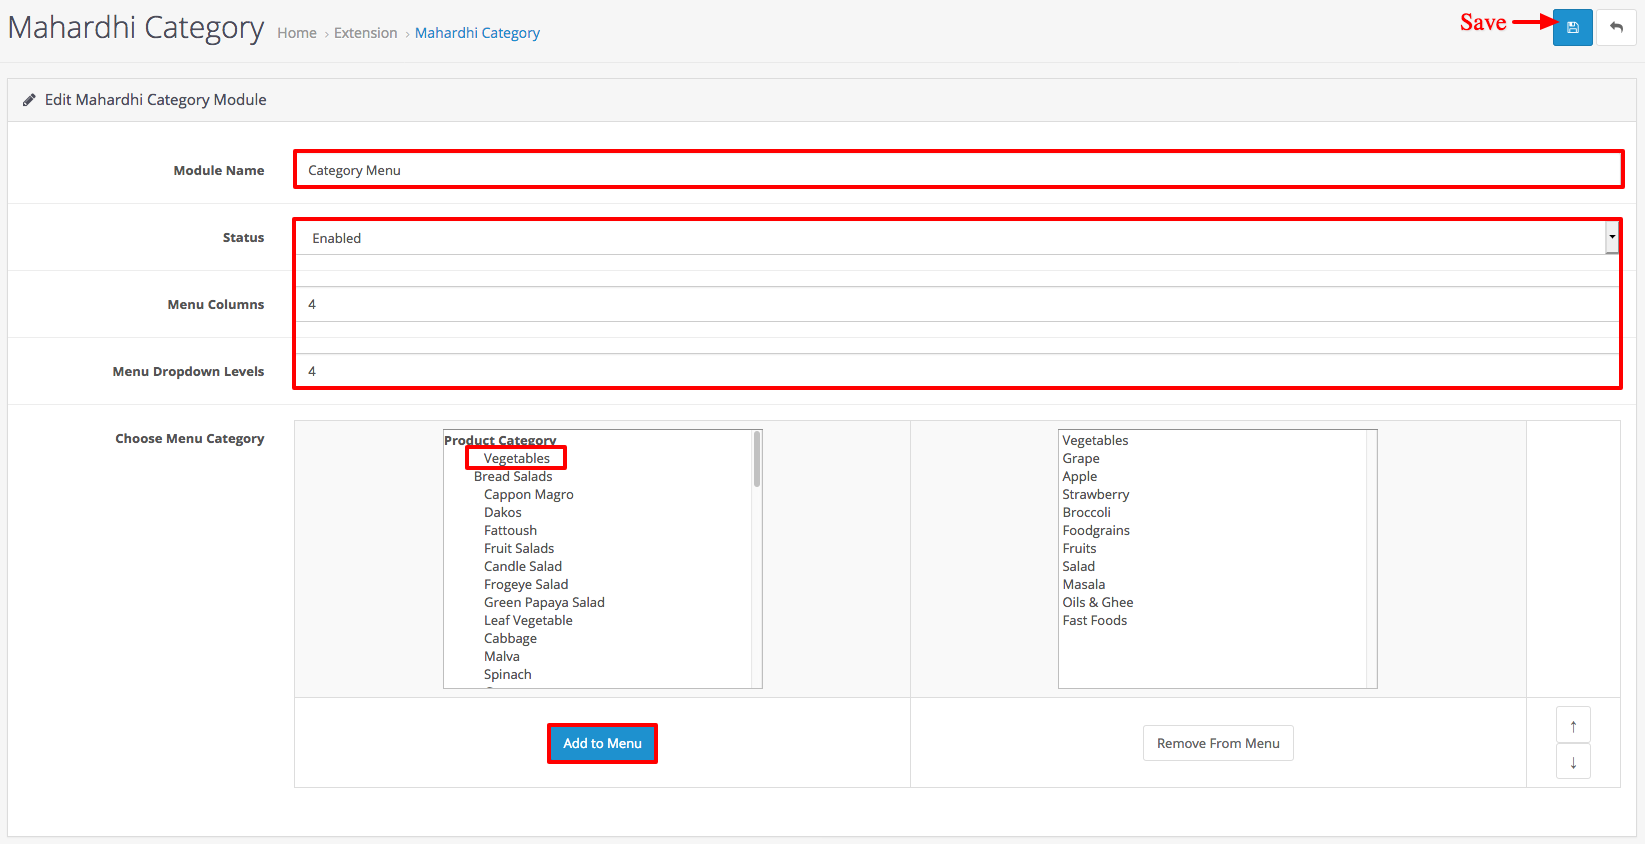 Mahardhi Category Home › Extension › Mahardhi Category
Save
Edit Mahardhi Category Module
Module Name
Category Menu
Status
Enabled
Menu Columns
4
Menu Dropdown Levels
4
Choose Menu Category
Product Category
Vegetables
Bread Salads
Cappon Magro
Dakos
Fattoush
Fruit Salads
Candle Salad
Frogeye Salad
Green Papaya Salad
Leaf Vegetable
Cabbage
Malva
Spinach
Vegetables
Grape
Apple
Strawberry
Broccoli
Foodgrains
Fruits
Salad
Masala
Oils & Ghee
Fast Foods
Add to Menu
Remove From Menu
↑
↓